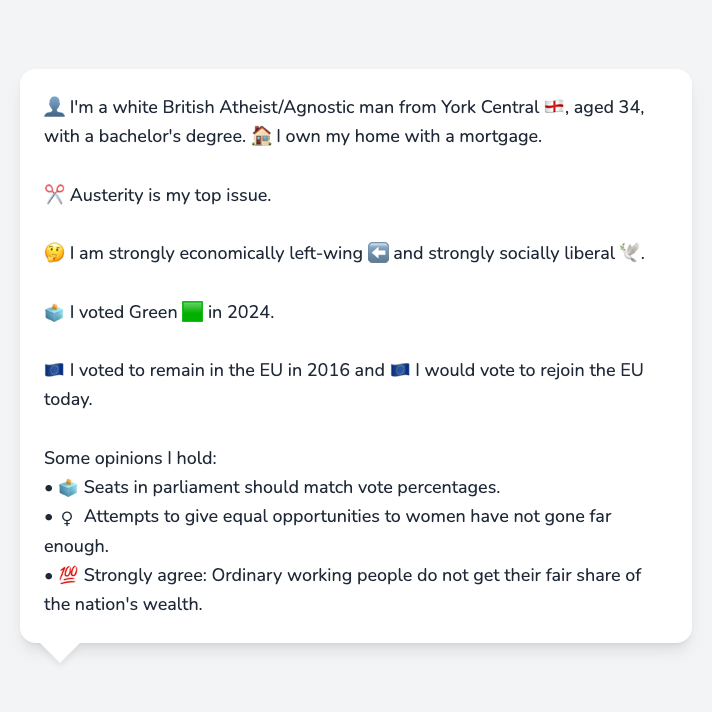 👤 I'm a white British Atheist/Agnostic man from York Central 🏴󠁧󠁢󠁥󠁮󠁧󠁿, aged 34,
with a bachelor's degree. 🏠 I own my home with a mortgage.
✂️ Austerity is my top issue.
🤔 I am strongly economically left-wing ⬅️ and strongly socially liberal 🕊️.
🗳️ I voted Green 🟩 in 2024.
🇪🇺 I voted to remain in the EU in 2016 and 🇪🇺 I would vote to rejoin the EU
today.
Some opinions I hold:
• 🗳️ Seats in parliament should match vote percentages.
• ♀ Attempts to give equal opportunities to women have not gone far
enough.
• 💯 Strongly agree: Ordinary working people do not get their fair share of
the nation's wealth.